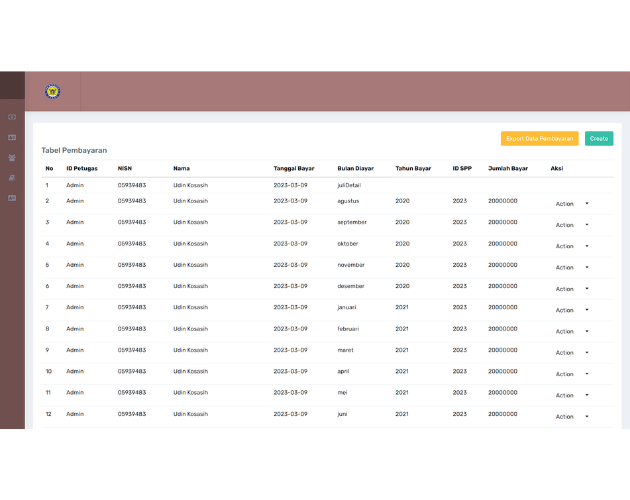 Export Data Pembayaran Create
Tabel Pembayaran
No ID Petugas NISN Nama Tanggal Bayar Bulan Diayar Tahun Bayar ID SPP Jumlah Bayar Aksi
1 Admin 05939483 Udin Kosasih 2023-03-09 juliDetail
2 Admin 05939483 Udin Kosasih 2023-03-09 agustus 2020 2023 20000000 Action
3 Admin 05939483 Udin Kosasih 2023-03-09 september 2020 2023 20000000 Action
4 Admin 05939483 Udin Kosasih 2023-03-09 oktober 2020 2023 20000000 Action
5 Admin 05939483 Udin Kosasih 2023-03-09 november 2020 2023 20000000 Action
6 Admin 05939483 Udin Kosasih 2023-03-09 desember 2020 2023 20000000 Action
7 Admin 05939483 Udin Kosasih 2023-03-09 januari 2021 2023 20000000 Action
8 Admin 05939483 Udin Kosasih 2023-03-09 februari 2021 2023 20000000 Action
9 Admin 05939483 Udin Kosasih 2023-03-09 maret 2021 2023 20000000 Action
10 Admin 05939483 Udin Kosasih 2023-03-09 april 2021 2023 20000000 Action
11 Admin 05939483 Udin Kosasih 2023-03-09 mei 2021 2023 20000000 Action
12 Admin 05939483 Udin Kosasih 2023-03-09 juni 2021 2023 20000000 Action